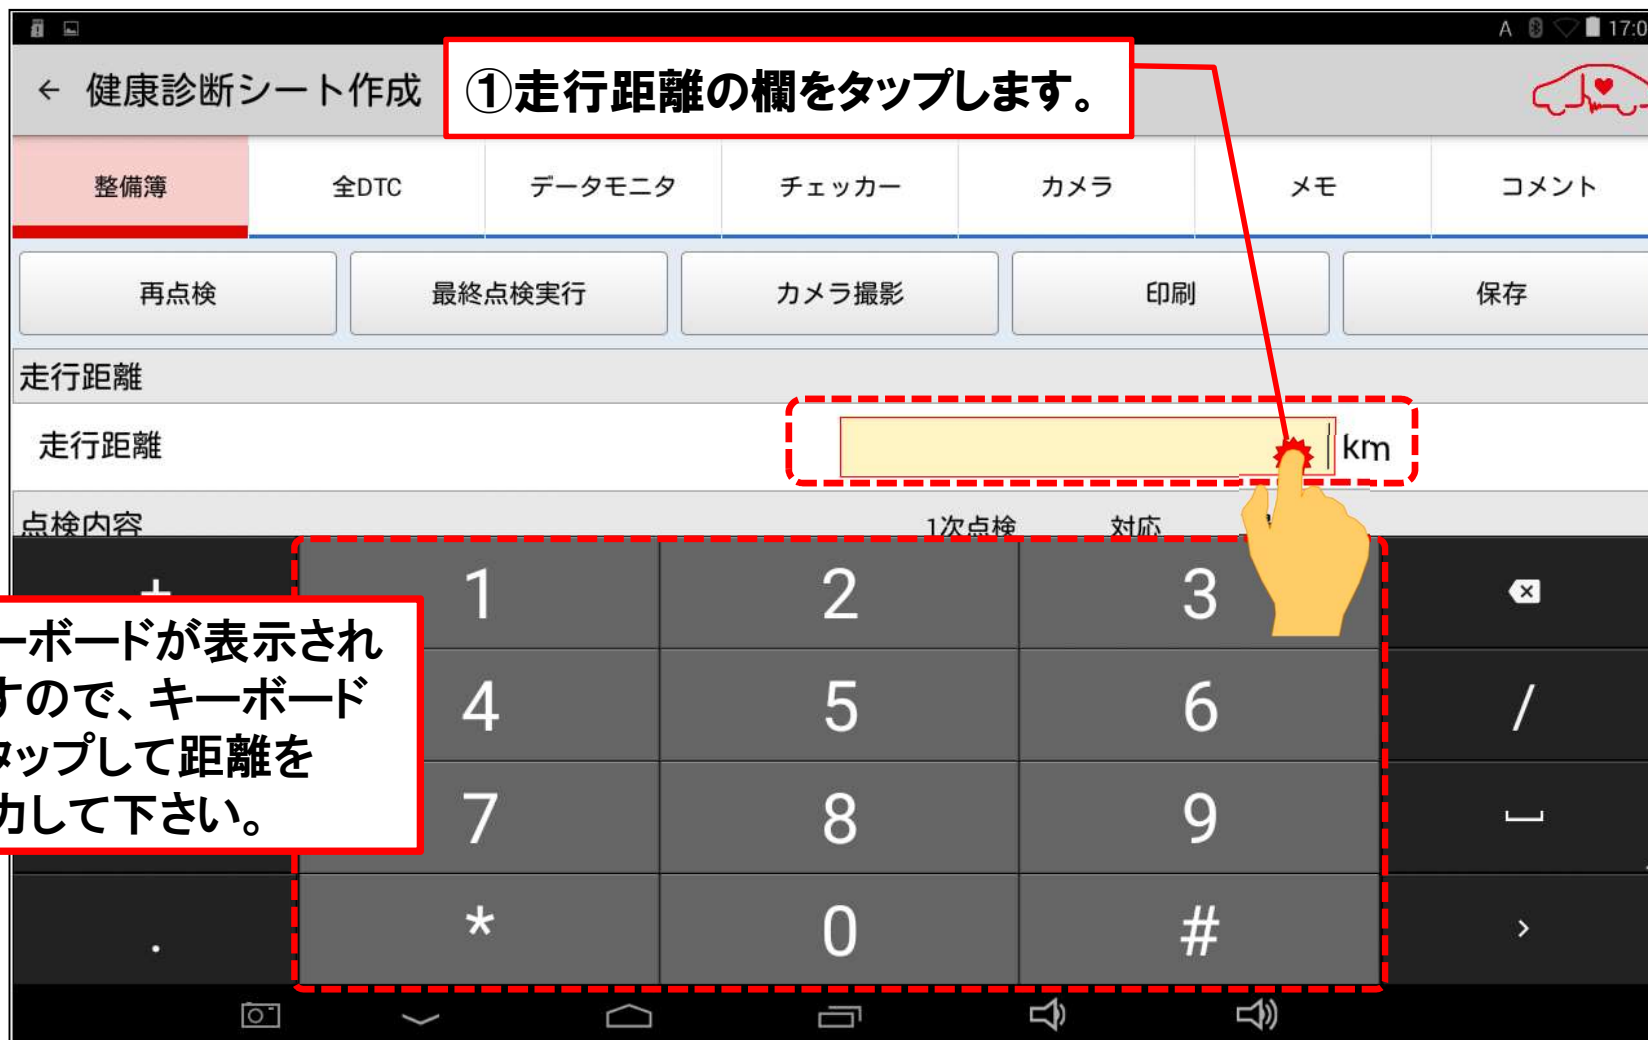 A 17:0
← 健康診断シート作成
①走行距離の欄をタップします。
整備簿 全DTC データモニタ チェッカー カメラ メモ コメント
再点検 最終点検実行 カメラ撮影 印刷 保存
走行距離
走行距離 km
点検内容 1次点検 対応
+ 1 2 3
ーボードが表示され
すので、キーボード
タップして距離を
力して下さい。
4 5 6 /
7 8 9
. * 0 # >